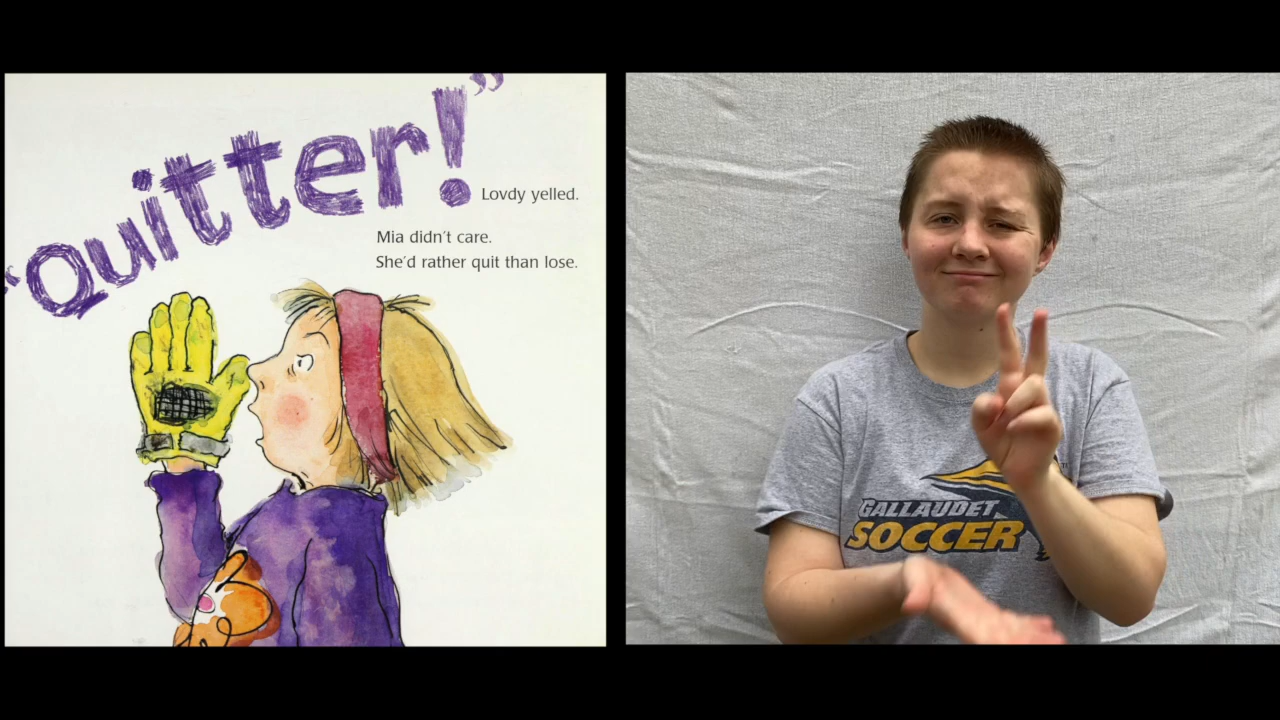 “Quitter!”
Lovdy yelled.
Mia didn’t care.
She’d rather quit than lose.
GALLAUDET
SOCCER